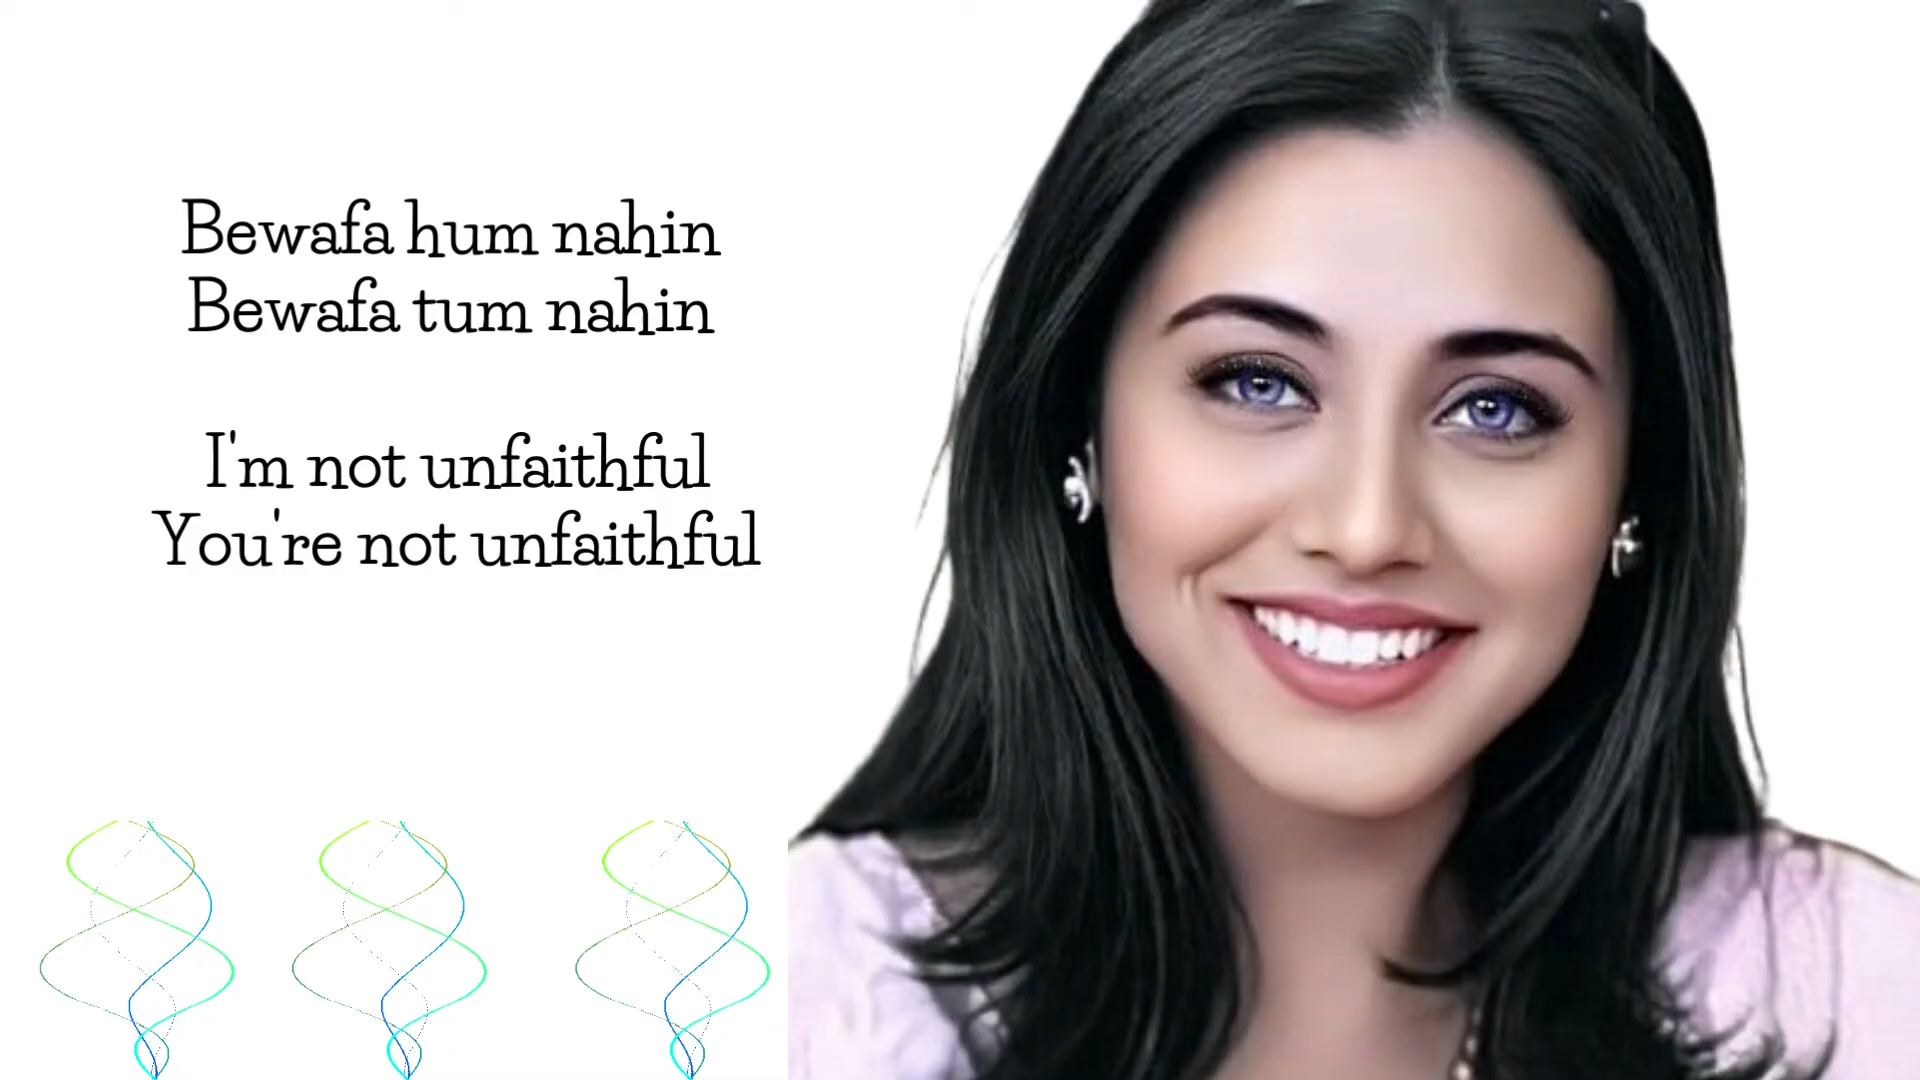 Bewafa hum nahin
Bewafa tum nahin
I'm not unfaithful
You're not unfaithful